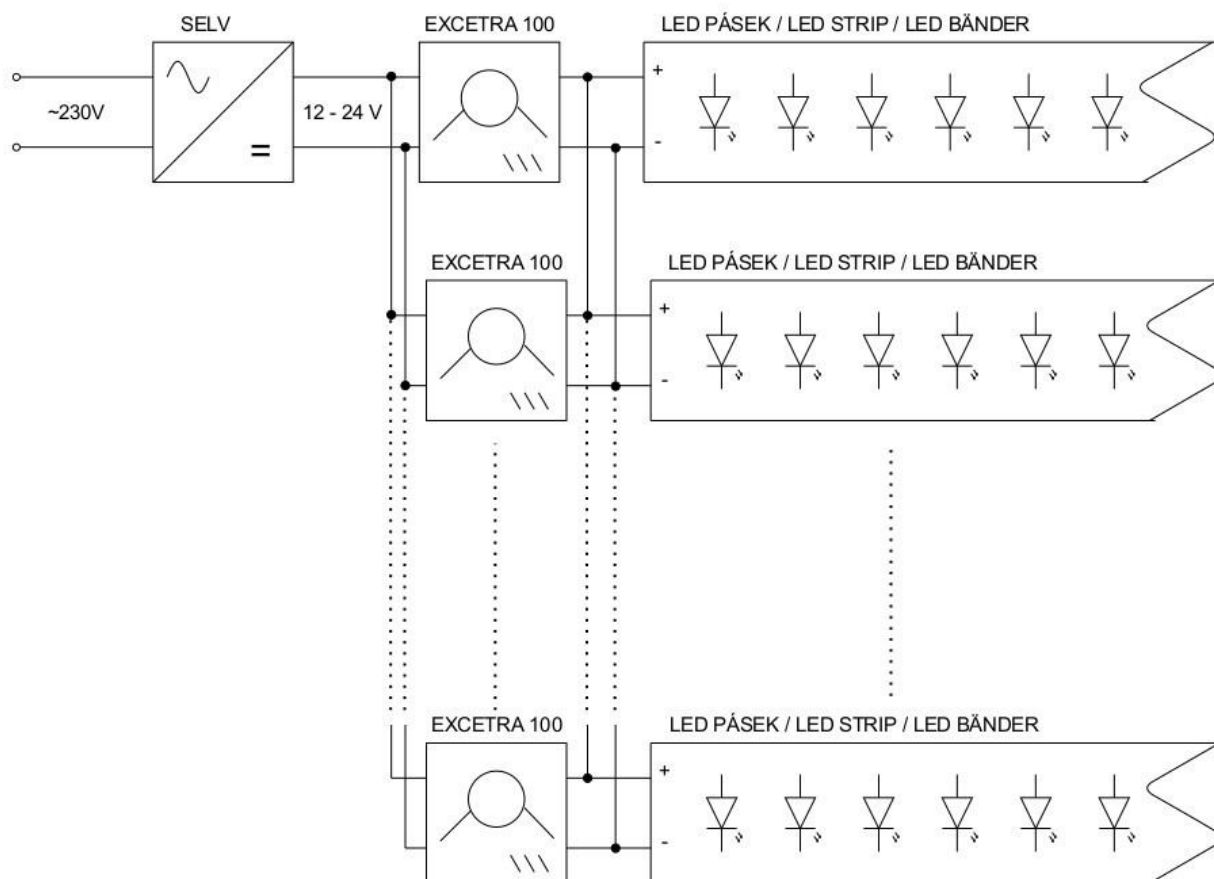 SELV
EXCETRA 100
LED PÁSEK / LED STRIP / LED BÄNDER
~230V
12 - 24 V
=
+
-
EXCETRA 100
LED PÁSEK / LED STRIP / LED BÄNDER
+
-
EXCETRA 100
LED PÁSEK / LED STRIP / LED BÄNDER
+
-